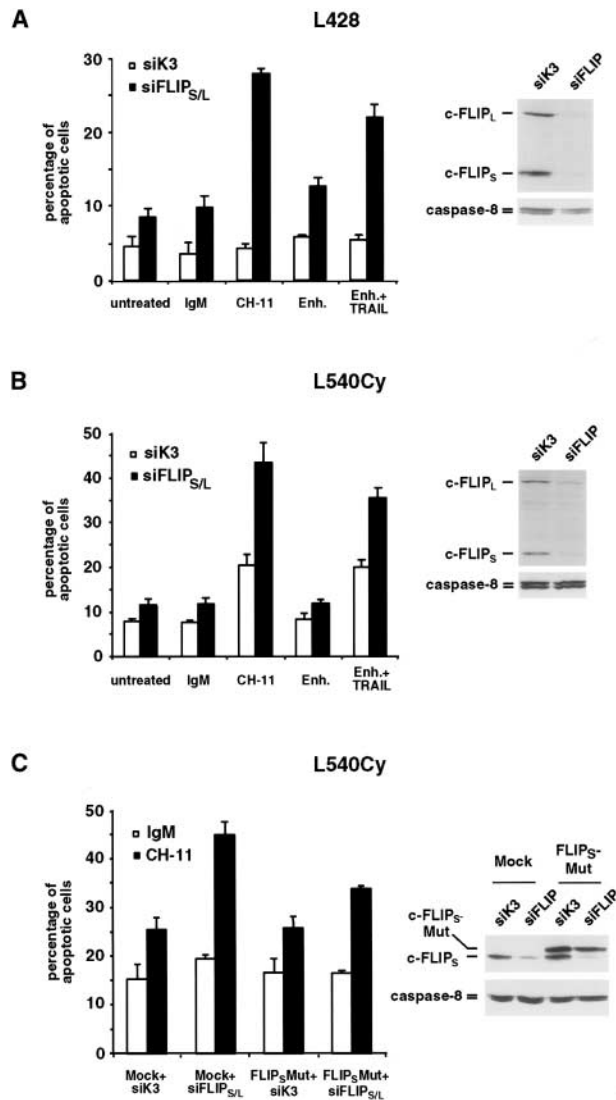 A
L428
siK3
siFLIPS/L
percentage of
apoptotic cells
30
20
10
5
0
untreated
IgM
CH-11
Enh.
Enh.+
TRAIL
siK3
siFLIP
c-FLIPL
c-FLIPS
caspase-8
B
L540Cy
siK3
siFLIPS/L
percentage of
apoptotic cells
50
40
30
20
10
0
untreated
IgM
CH-11
Enh.
Enh.+
TRAIL
siK3
siFLIP
c-FLIPL
c-FLIPS
caspase-8
C
L540Cy
IgM
CH-11
percentage of
apoptotic cells
50
40
30
20
10
0
Mock+
siK3
Mock+
siFLIPS/L
FLIPSMut+
siK3
FLIPSMut+
siFLIPS/L
Mock
FLIPS-
Mut
siK3
siFLIP
siK3
siFLIP
c-FLIPS-
Mut
c-FLIPS
caspase-8